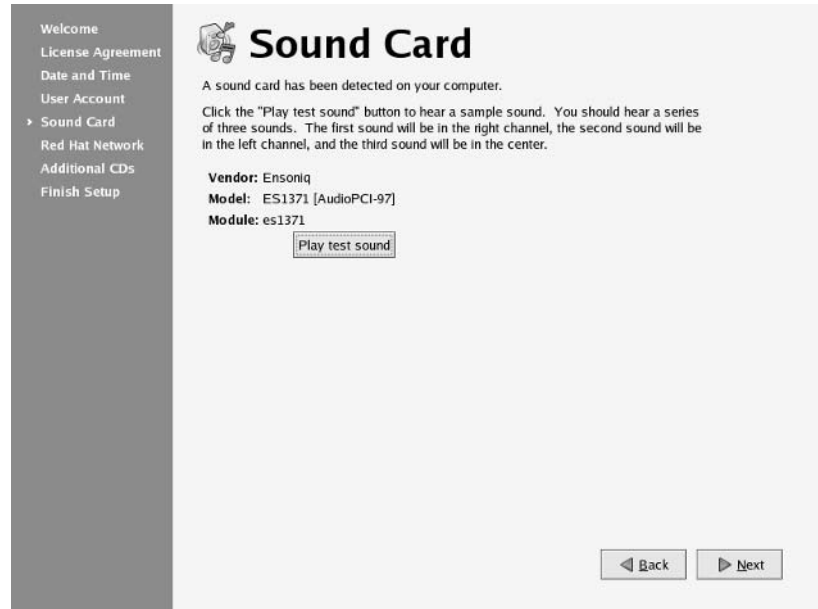 Welcome
License Agreement
Date and Time
User Account
Sound Card
Red Hat Network
Additional CDs
Finish Setup
Sound Card
A sound card has been detected on your computer.
Click the "Play test sound" button to hear a sample sound. You should hear a series
of three sounds. The first sound will be in the right channel, the second sound will be
in the left channel, and the third sound will be in the center.
Vendor: Ensoniq
Model: ES1371 [AudioPCI-97]
Module: es1371
Play test sound
Back
Next